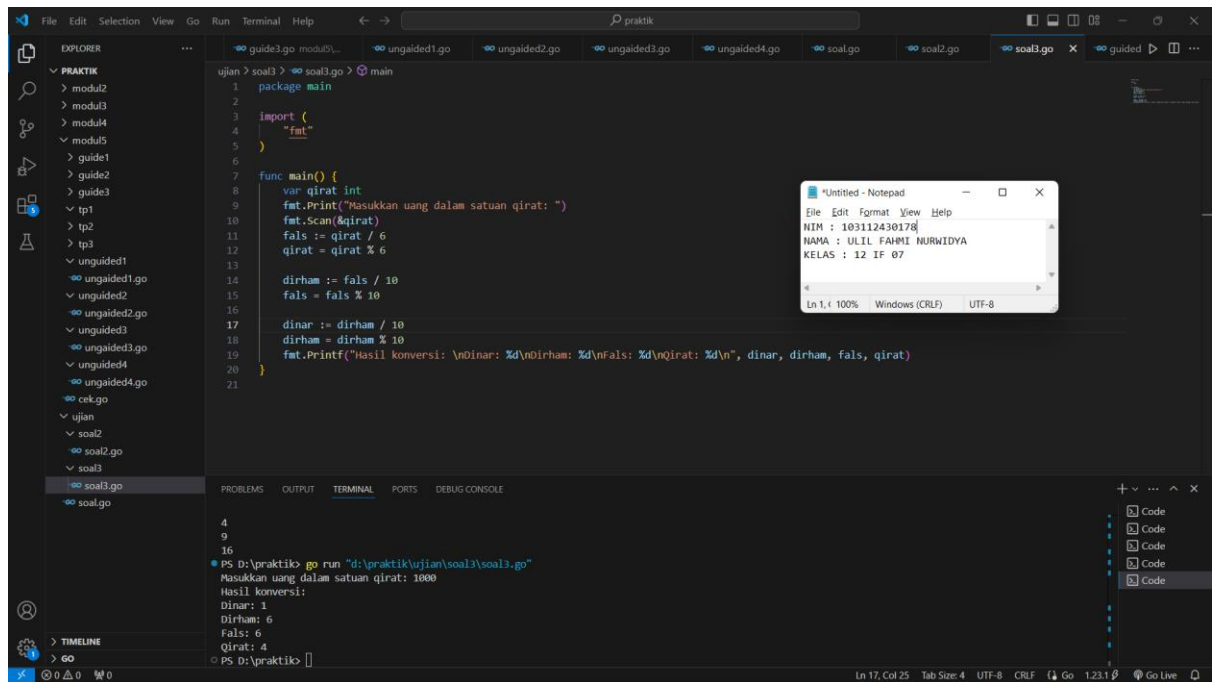 File Edit Selection View Go Run Terminal Help
praktik
EXPLORER
guide3.go modul5\...
ungaided1.go
ungaided2.go
ungaided3.go
ungaided4.go
soal.go
soal2.go
soal3.go
guided
PRAKTIK
modul2
modul3
modul4
modul5
guide1
guide2
guide3
tp1
tp2
tp3
unguided1
ungaided1.go
unguided2
ungaided2.go
unguided3
ungaided3.go
unguided4
ungaided4.go
cek.go
ujian
soal2
soal2.go
soal3
soal3.go
soal.go
TIMELINE
GO
5
ujian > soal3 > soal3.go > main
1 package main
2
3 import (
4 "fmt"
5 )
6
7 func main() {
8 var qirat int
9 fmt.Print("Masukkan uang dalam satuan qirat: ")
10 fmt.Scan(&qirat)
11 fals := qirat / 6
12 qirat = qirat % 6
13
14 dirham := fals / 10
15 fals = fals % 10
16
17 dinar := dirham / 10
18 dirham = dirham % 10
19 fmt.Printf("Hasil konversi: \nDinar: %d\nDirham: %d\nFals: %d\nQirat: %d\n", dinar, dirham, fals, qirat)
20 }
21
*Untitled - Notepad
File Edit Format View Help
NIM : 103112430178
NAMA : ULIL FAHMI NURWIDYA
KELAS : 12 IF 07
Ln 1, 100% Windows (CRLF) UTF-8
PROBLEMS OUTPUT TERMINAL PORTS DEBUG CONSOLE
4
9
16
PS D:\praktik> go run "d:\praktik\ujian\soal3\soal3.go"
Masukkan uang dalam satuan qirat: 1000
Hasil konversi:
Dinar: 1
Dirham: 6
Fals: 6
Qirat: 4
PS D:\praktik>
Code
Code
Code
Code
Code
0 0 0 Ln 17, Col 25 Tab Size: 4 UTF-8 CRLF Go 1.23.1 Go Live